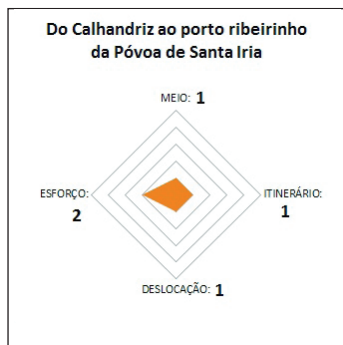 Do Calhandriz ao porto ribeirinho
da Póvoa de Santa Iria
MEIO: 1
ESFORÇO:
2
ITINERÁRIO:
1
DESLOCAÇÃO: 1